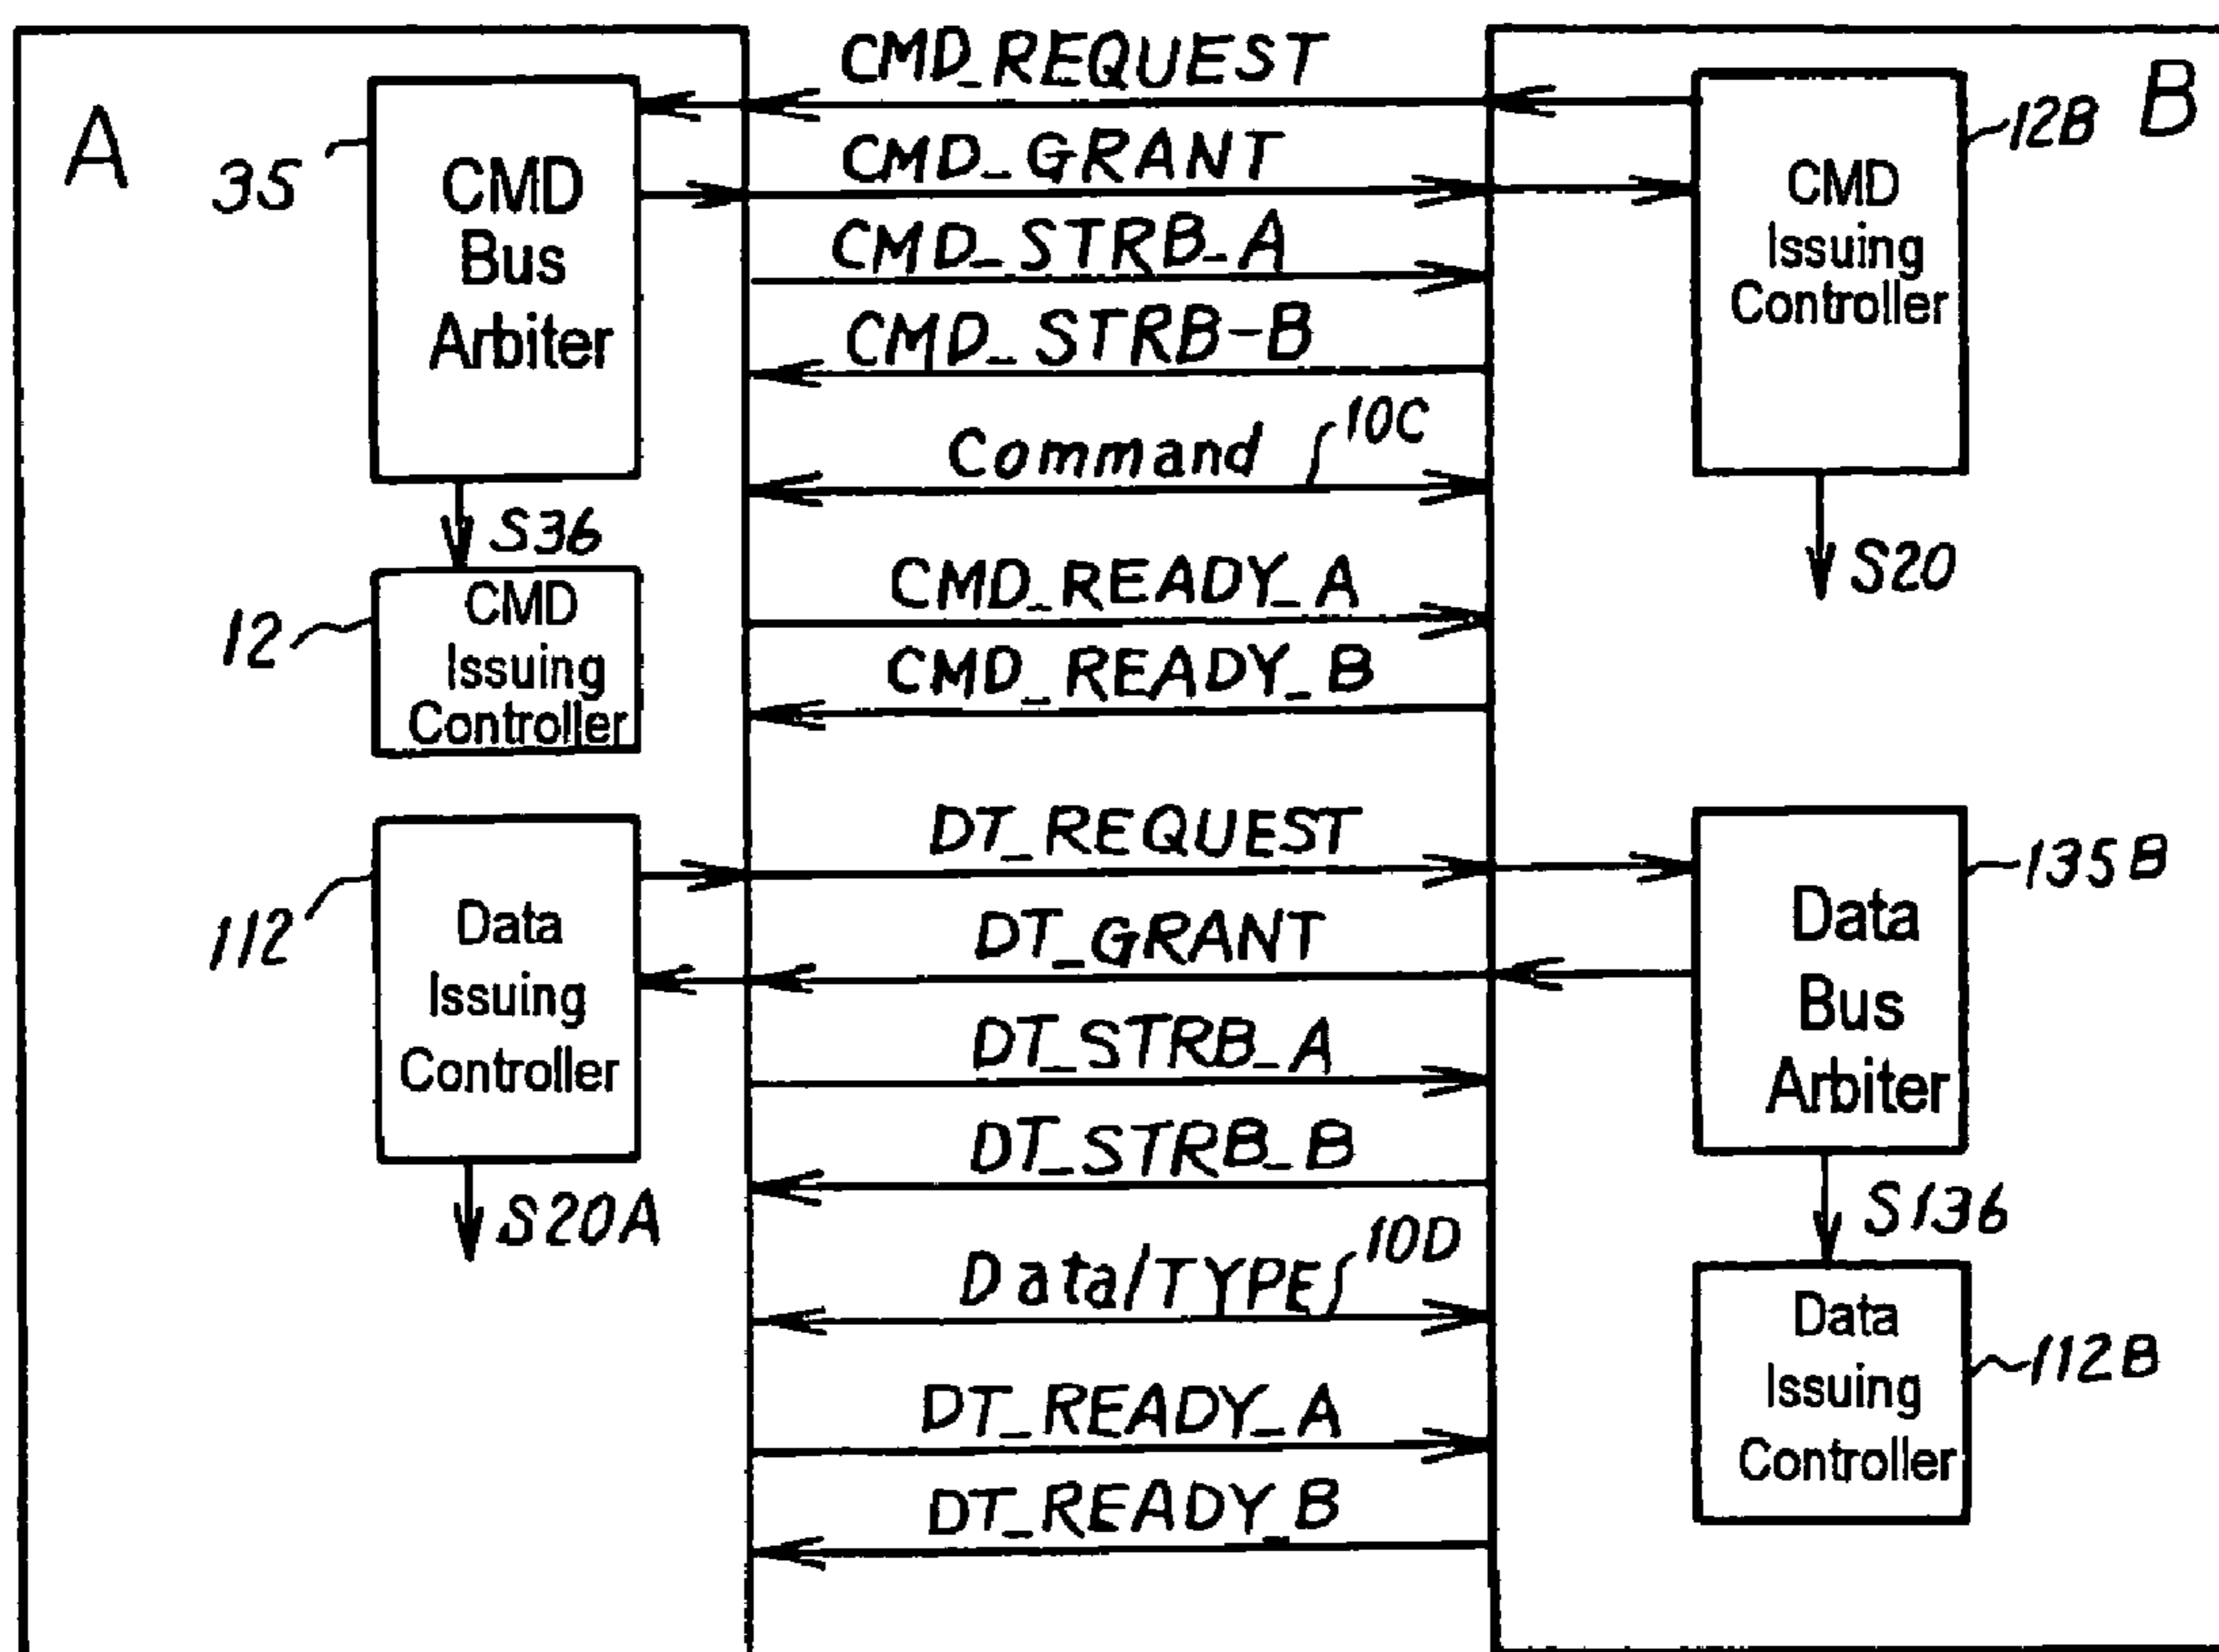 A
35
CMD
Bus
Arbiter
S36
12
CMD
Issuing
Controller
112
Data
Issuing
Controller
S20A
CMD_REQUEST
CMD_GRANT
CMD_STRB_A
CMD_STRB-B
Command
10C
CMD_READY_A
CMD_READY_B
DT_REQUEST
DT_GRANT
DT_STRB_A
DT_STRB_B
Data/TYPE
10D
DT_READY_A
DT_READY_B
B
12B
CMD
Issuing
Controller
S20
135B
Data
Bus
Arbiter
S136
112B
Data
Issuing
Controller